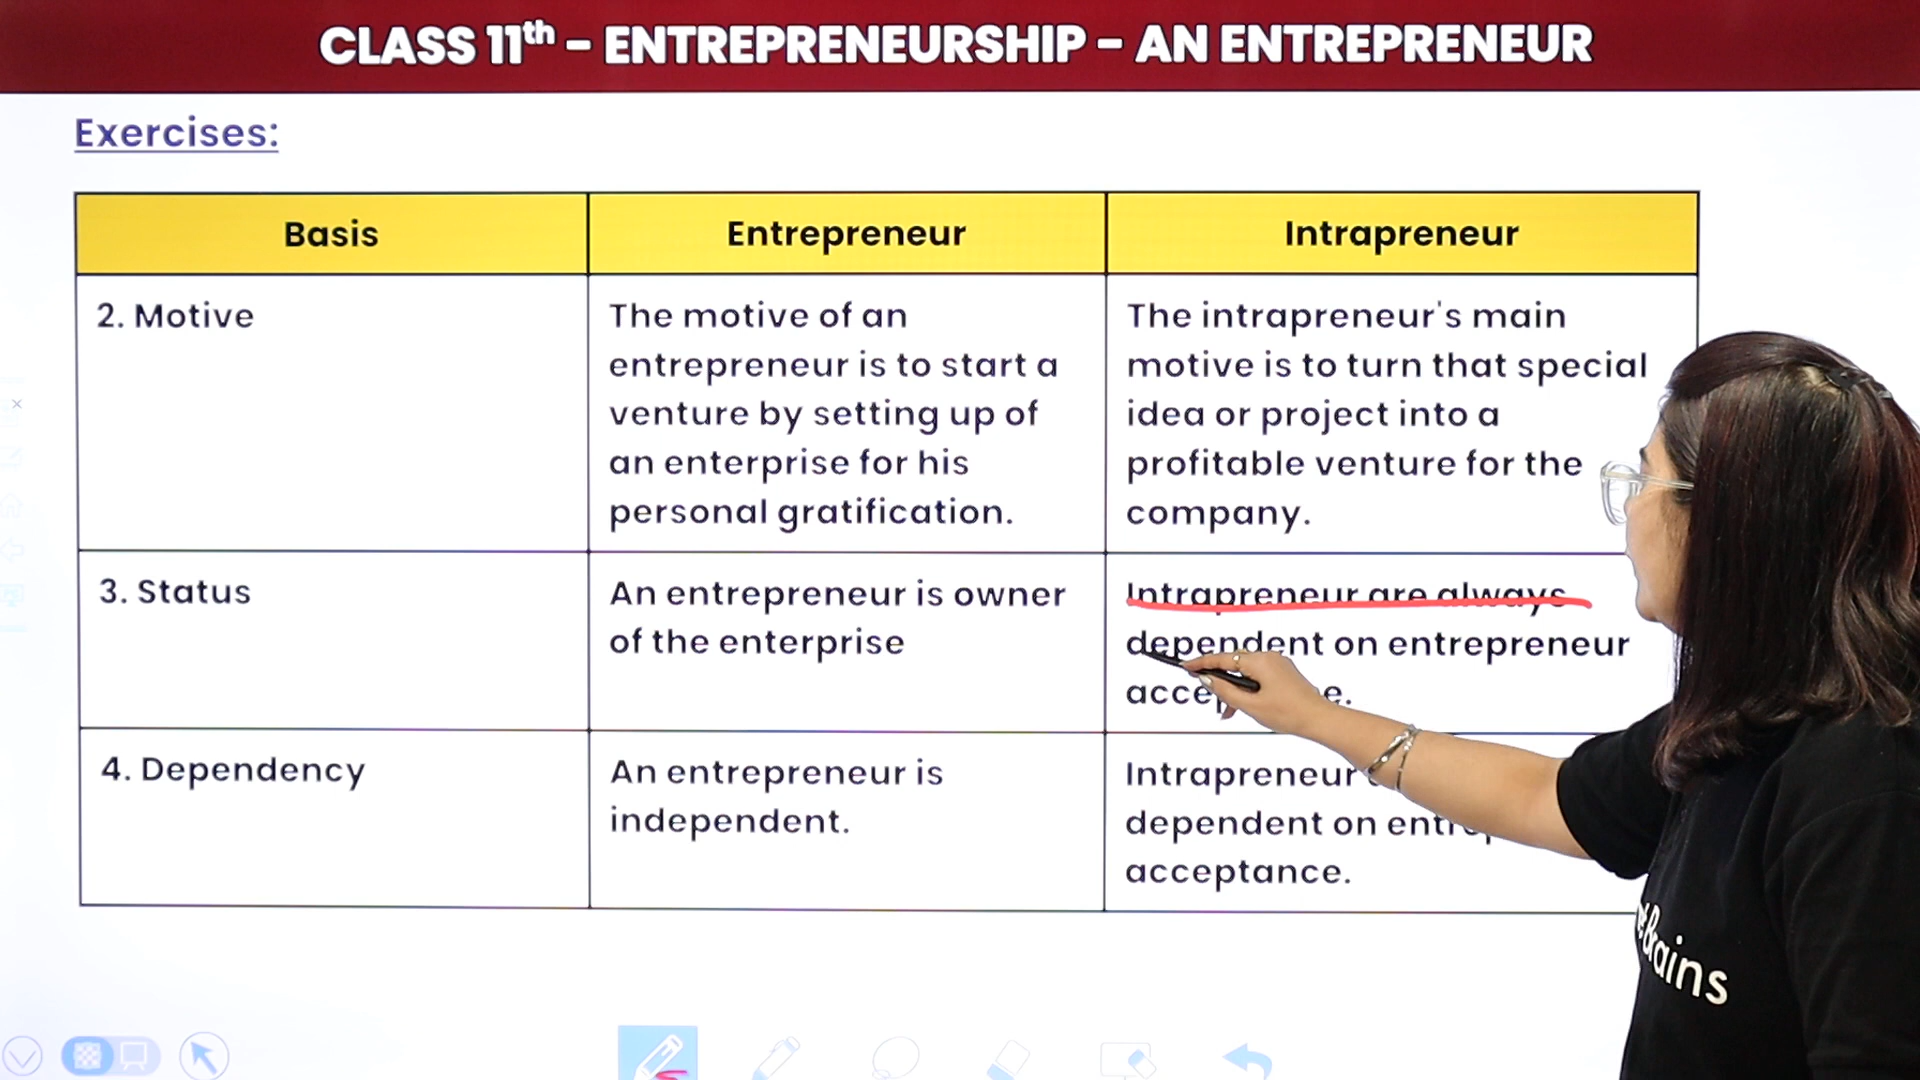 CLASS 11th – ENTREPRENEURSHIP – AN ENTREPRENEUR
Exercises:
Basis
Entrepreneur
Intrapreneur
2. Motive
The motive of an
entrepreneur is to start a
venture by setting up of
an enterprise for his
personal gratification.
The intrapreneur's main
motive is to turn that special
idea or project into a
profitable venture for the
company.
3. Status
An entrepreneur is owner
of the enterprise
Intrapreneur are always
dependent on entrepreneur
4. Dependency
An entrepreneur is
independent.
Intrapreneur
dependent on
acceptance.
Brains